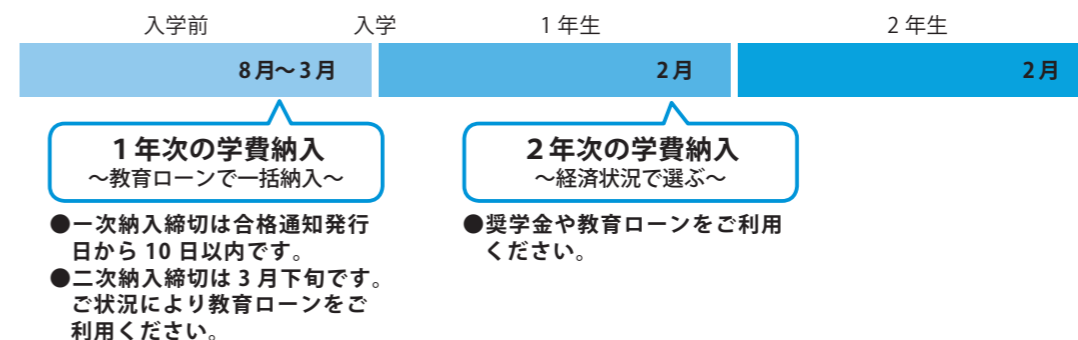 入学前 入学 1年生 2年生
8月〜3月 2月 2月
1年次の学費納入
〜教育ローンで一括納入〜
●一次納入締切は合格通知発行
日から 10 日以内です。
●二次納入締切は 3 月下旬です。
ご状況により教育ローンをご
利用ください。
2年次の学費納入
〜経済状況で選ぶ〜
●奨学金や教育ローンをご利用
ください。